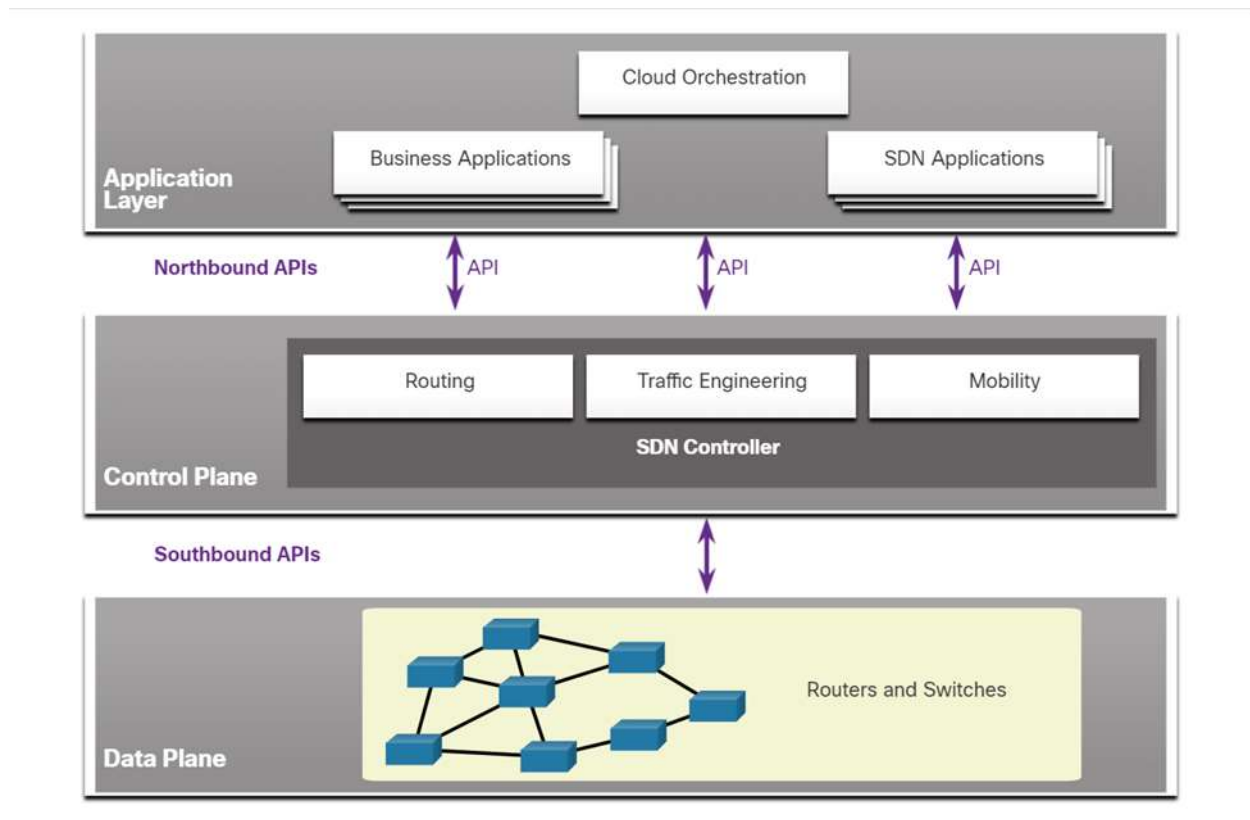 Cloud Orchestration
Business Applications
SDN Applications
Application
Layer
Northbound APIs
API
API
API
Routing
Traffic Engineering
Mobility
SDN Controller
Control Plane
Southbound APIs
Routers and Switches
Data Plane